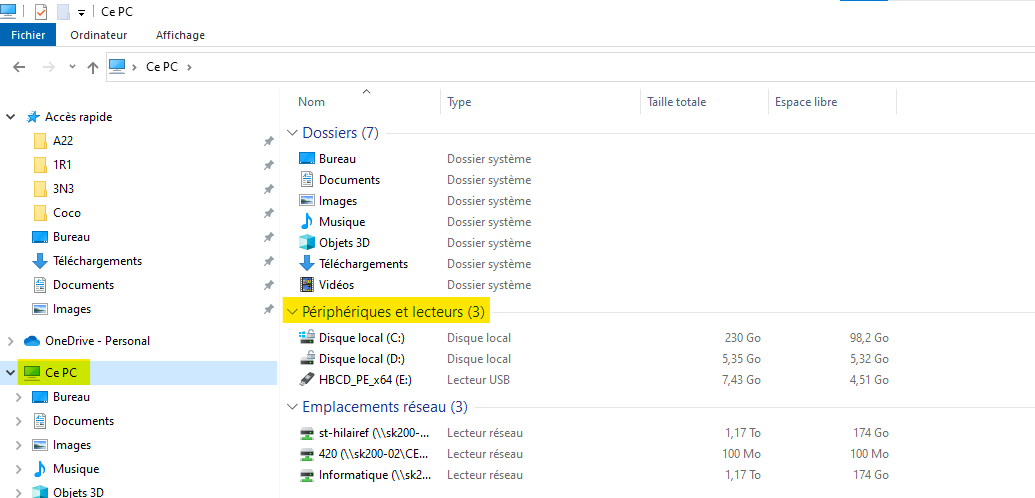 Ce PC
Fichier Ordinateur Affichage
Ce PC
Nom Type Taille totale Espace libre
Accès rapide
A22
1R1
3N3
Coco
Bureau
Téléchargements
Documents
Images
OneDrive - Personal
Ce PC
Bureau
Documents
Images
Musique
Objets 3D
Dossiers (7)
Bureau Dossier système
Documents Dossier système
Images Dossier système
Musique Dossier système
Objets 3D Dossier système
Téléchargements Dossier système
Vidéos Dossier système
Périphériques et lecteurs (3)
Disque local (C:) Disque local 230 Go 98,2 Go
Disque local (D:) Disque local 5,35 Go 5,32 Go
HBCD_PE_x64 (E:) Lecteur USB 7,43 Go 4,51 Go
Emplacements réseau (3)
st-hilairef (\\sk200-... Lecteur réseau 1,17 To 174 Go
420 (\\sk200-02\CE... Lecteur réseau 100 Mo 100 Mo
Informatique (\\sk2... Lecteur réseau 1,17 To 174 Go